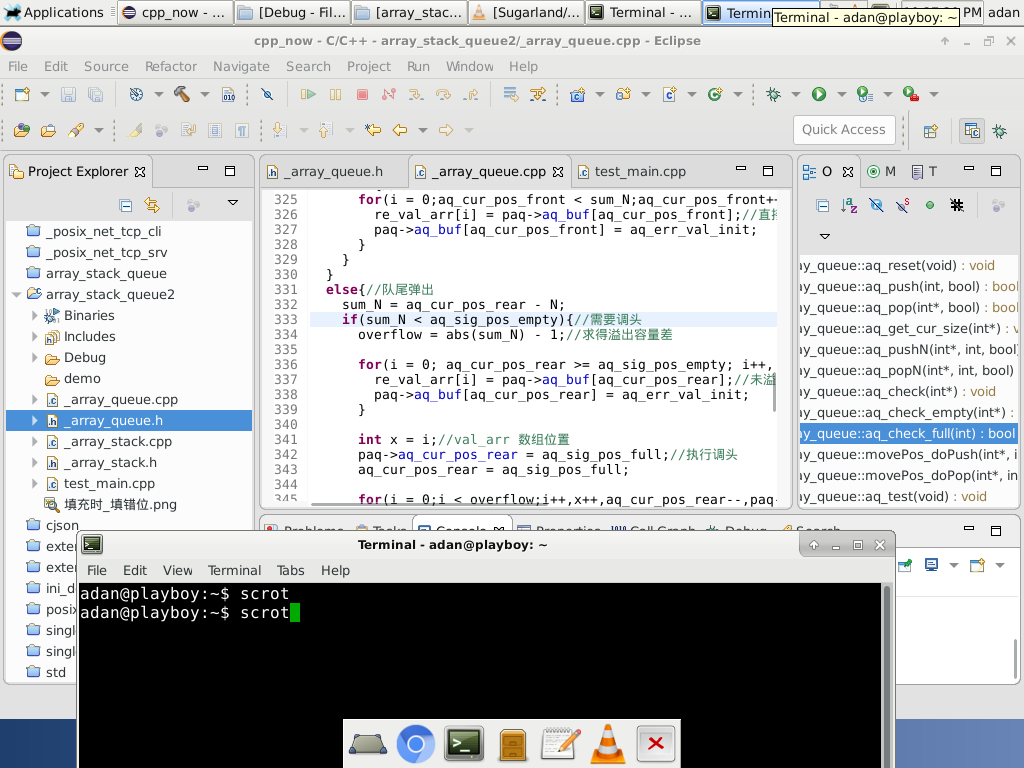 Applications
cpp_now - ...
[Debug - Fil...
[array_stac...
[Sugarland/...
Terminal - ...
PM
adan
Terminal - adan@playboy: ~
cpp_now - C/C++ - array_stack_queue2/_array_queue.cpp - Eclipse
File Edit Source Refactor Navigate Search Project Run Window Help
Quick Access
Project Explorer
_array_queue.h
_array_queue.cpp
test_main.cpp
O
M
T
_posix_net_tcp_cli
_posix_net_tcp_srv
array_stack_queue
array_stack_queue2
Binaries
Includes
Debug
demo
_array_queue.cpp
_array_queue.h
_array_stack.cpp
_array_stack.h
test_main.cpp
填充时_填错位.png
cjson
std
325 for(i = 0;aq_cur_pos_front < sum_N;aq_cur_pos_front+
326 re_val_arr[i] = paq->aq_buf[aq_cur_pos_front];//直接
327 paq->aq_buf[aq_cur_pos_front] = aq_err_val_init;
328 }
329 }
330 }
331 else{//队尾弹出
332 sum_N = aq_cur_pos_rear - N;
333 if(sum_N < aq_sig_pos_empty){//需要调头
334 overflow = abs(sum_N) - 1;//求得溢出容量差
335
336 for(i = 0; aq_cur_pos_rear >= aq_sig_pos_empty; i++,
337 re_val_arr[i] = paq->aq_buf[aq_cur_pos_rear];//未溢
338 paq->aq_buf[aq_cur_pos_rear] = aq_err_val_init;
339 }
340
341 int x = i;//val_arr 数组位置
342 paq->aq_cur_pos_rear = aq_sig_pos_full;//执行调头
343 aq_cur_pos_rear = aq_sig_pos_full;
344
345 for(i = 0;i < overflow;i++,x++,aq_cur_pos_rear--,paq-
ay_queue::aq_reset(void) : void
ay_queue::aq_push(int, bool) : bool
ay_queue::aq_pop(int*, bool) : bool
ay_queue::aq_get_cur_size(int*) : v
ay_queue::aq_pushN(int*, int, bool)
ay_queue::aq_popN(int*, int, bool)
ay_queue::aq_check(int*) : void
ay_queue::aq_check_empty(int*) :
ay_queue::aq_check_full(int) : bool
ay_queue::movePos_doPush(int*, i
ay_queue::movePos_doPop(int*, in
ay_queue::aq_test(void) : void
Problems Tasks Console Properties Call Graph Debug Search
Terminal - adan@playboy: ~
File Edit View Terminal Tabs Help
adan@playboy:~$ scrot
adan@playboy:~$ scrot